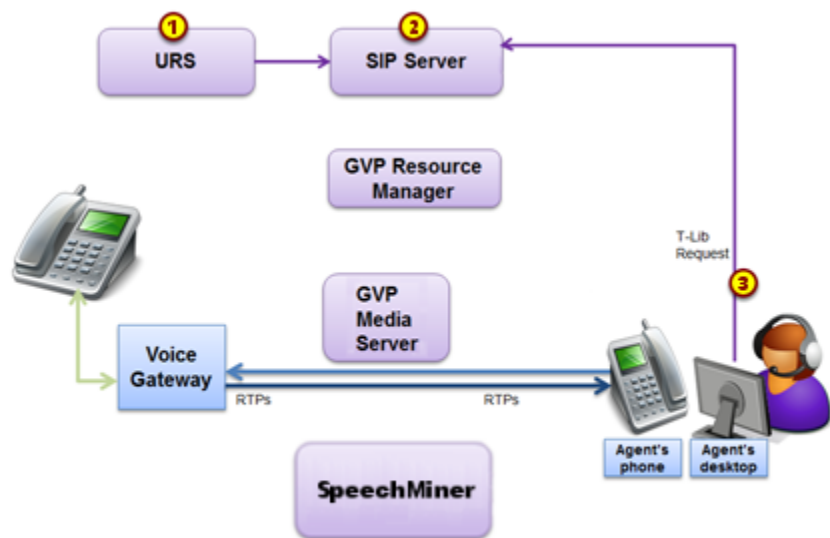 1
2
URS
SIP Server
GVP Resource
Manager
T-Lib
Request
3
GVP
Media
Server
Voice
Gateway
RTPs
RTPs
Agent's
phone
Agent's
desktop
SpeechMiner